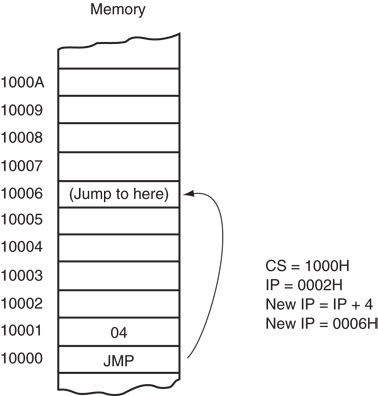 Memory
1000A
10009
10008
10007
10006 (Jump to here)
10005
10004
10003
10002
10001 04
10000 JMP
CS = 1000H
IP = 0002H
New IP = IP + 4
New IP = 0006H